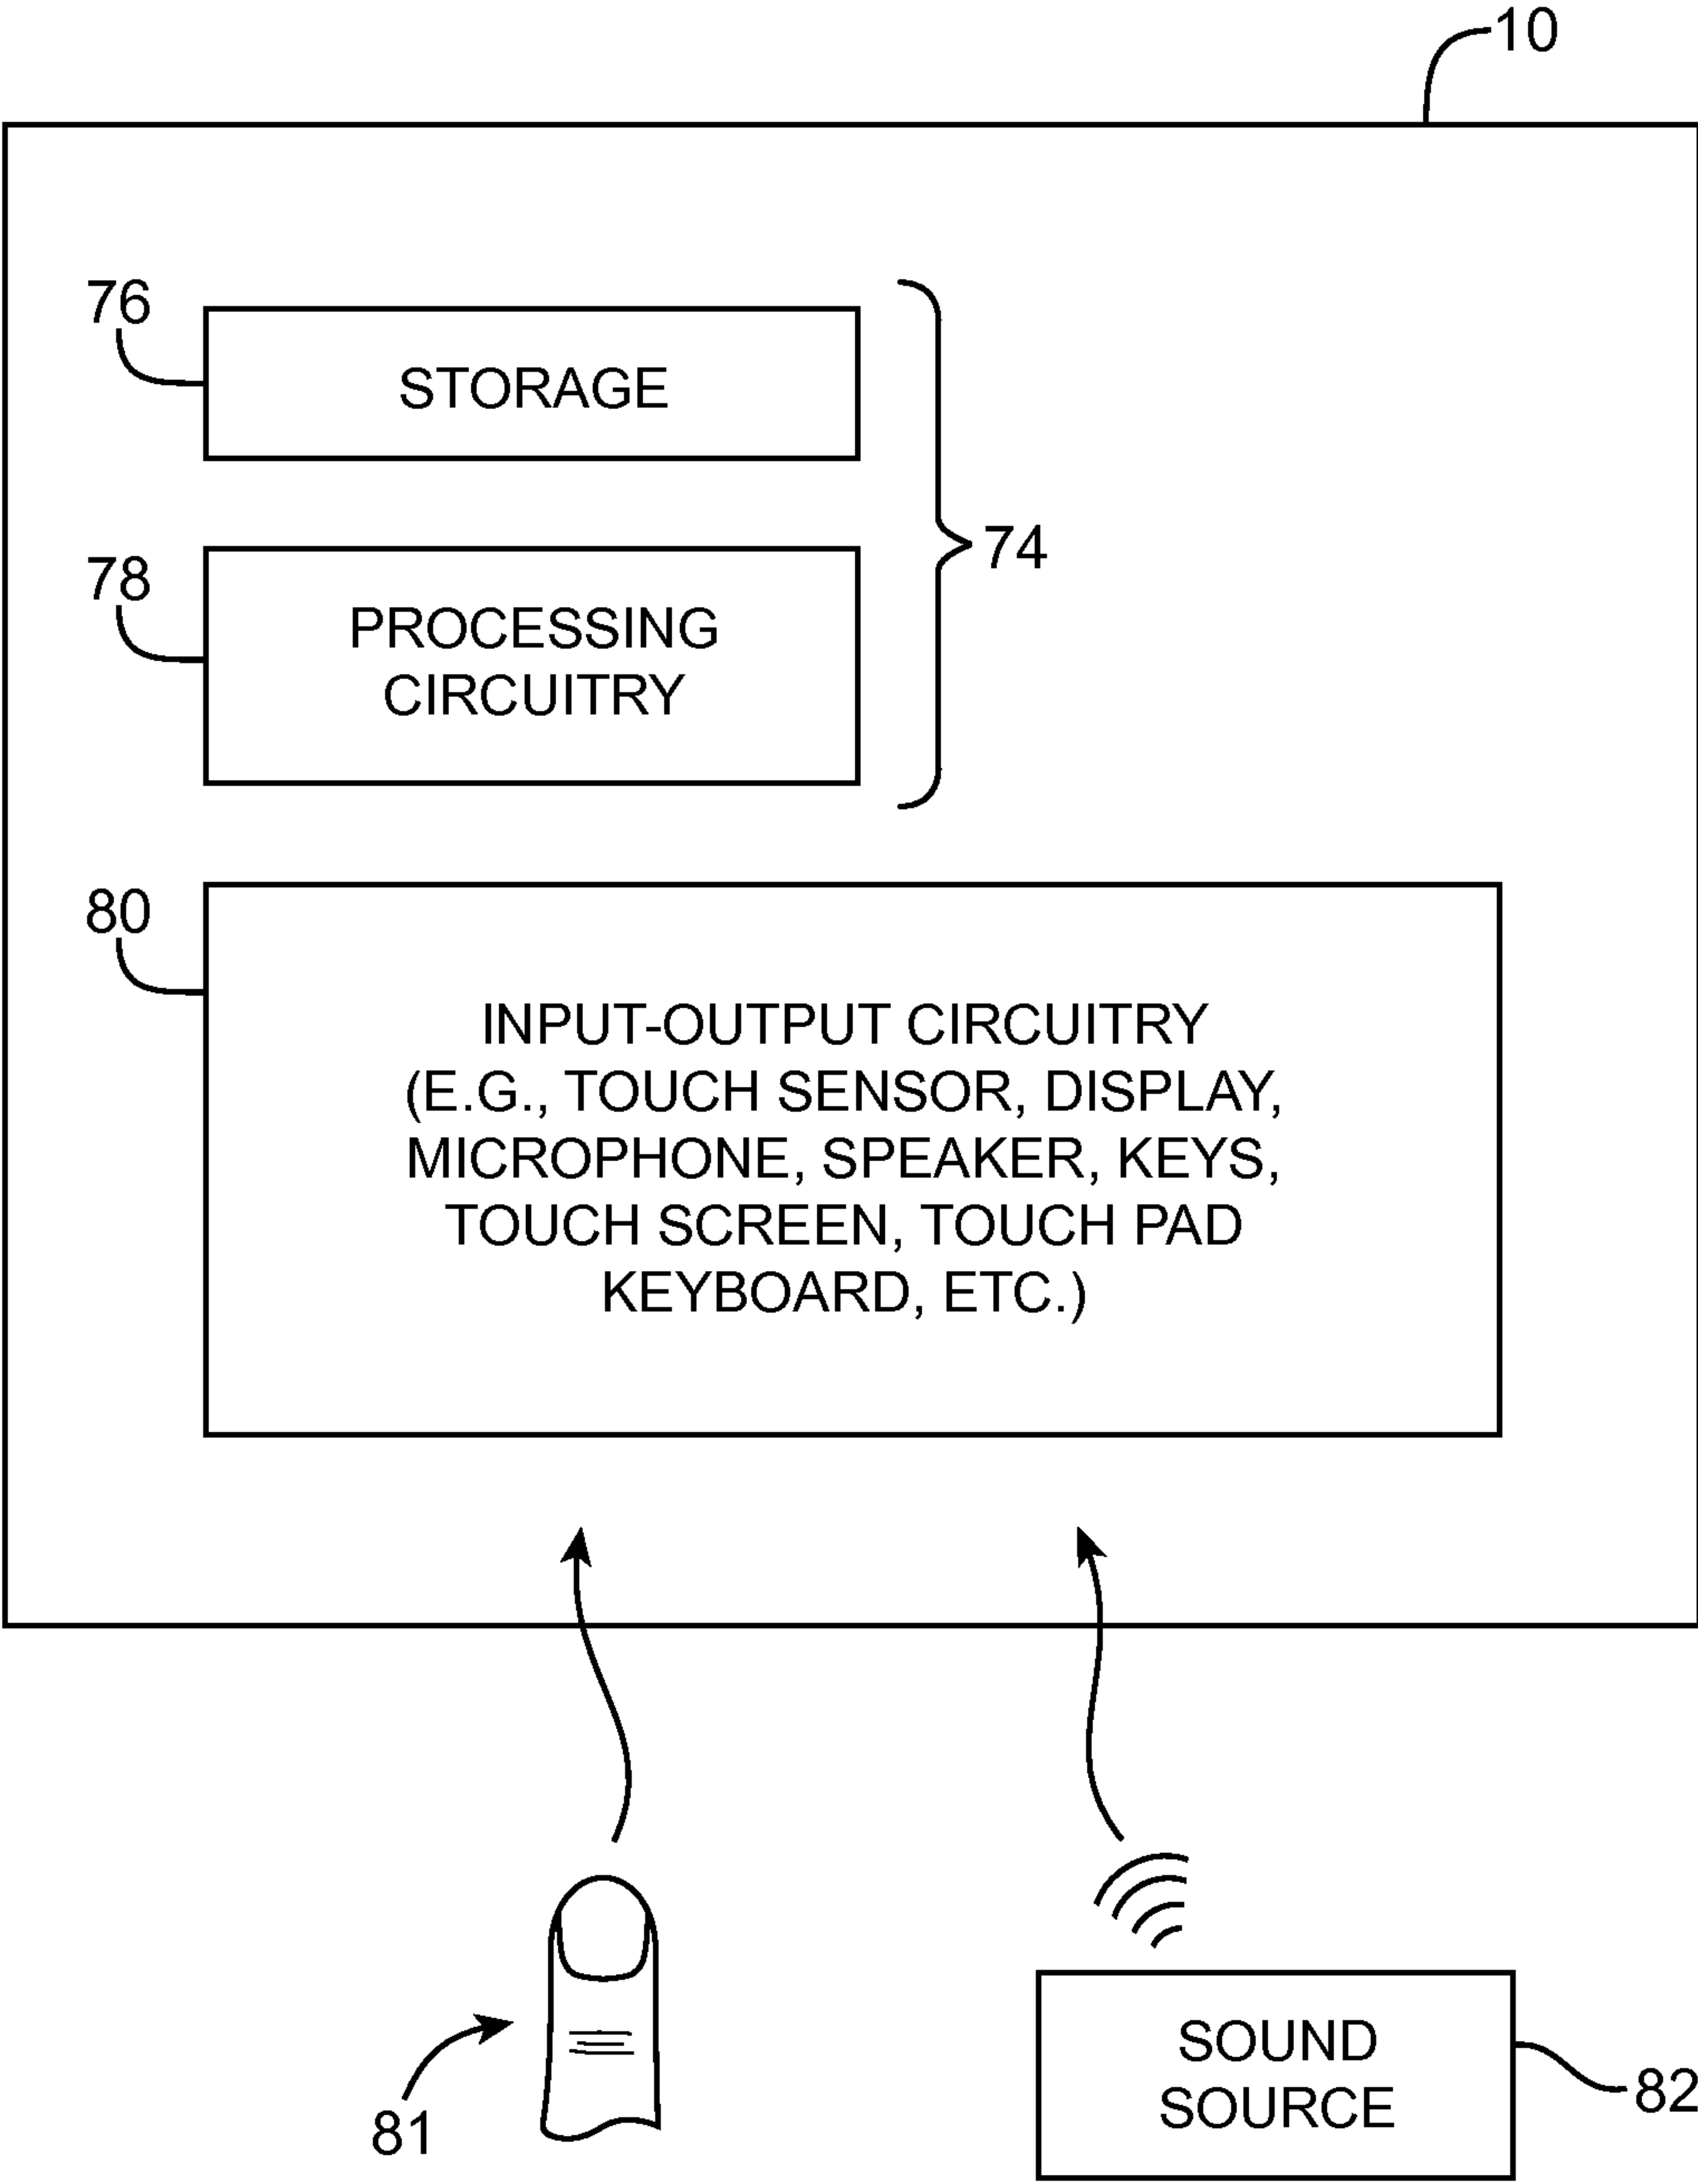 10
76
STORAGE
74
78
PROCESSING
CIRCUITRY
80
INPUT-OUTPUT CIRCUITRY
(E.G., TOUCH SENSOR, DISPLAY,
MICROPHONE, SPEAKER, KEYS,
TOUCH SCREEN, TOUCH PAD
KEYBOARD, ETC.)
81
SOUND
SOURCE
82